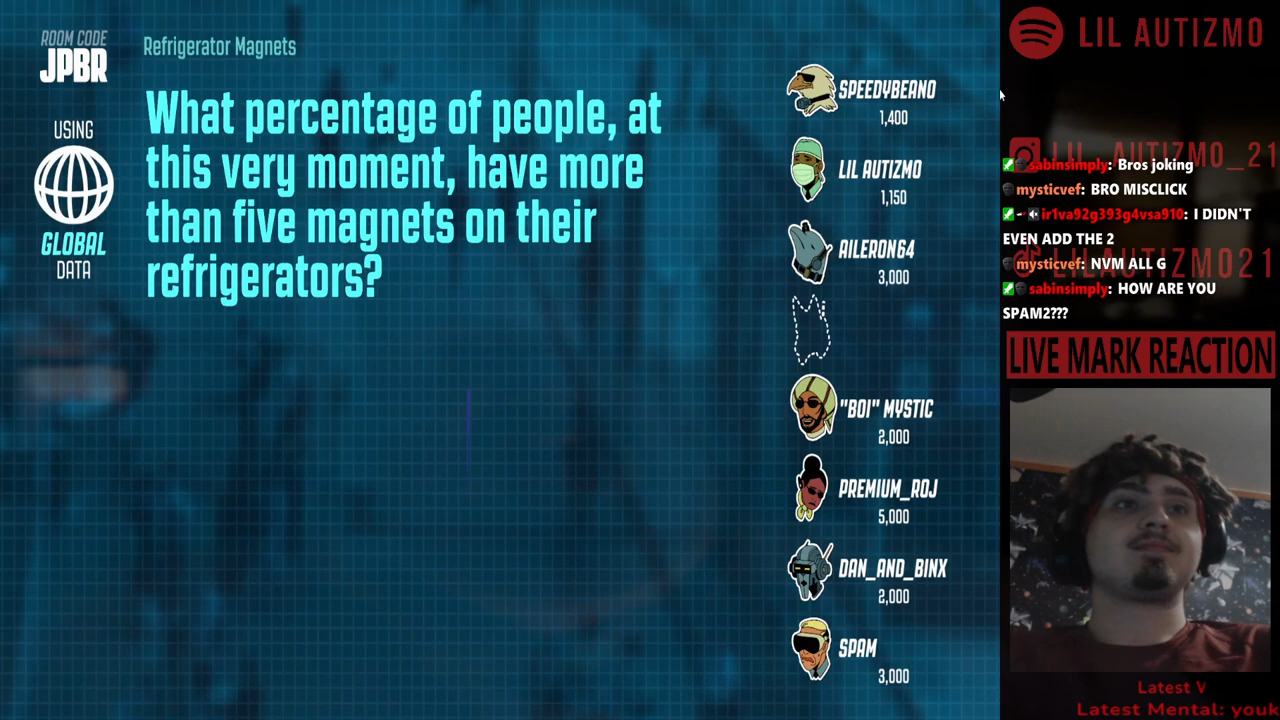 ROOM CODE
JPBR
Refrigerator Magnets
USING
GLOBAL
DATA
What percentage of people, at
this very moment, have more
than five magnets on their
refrigerators?
SPEEDYBEANO
1,400
LIL AUTIZMO
1,150
AILERON64
3,000
"BOI" MYSTIC
2,000
PREMIUM_ROJ
5,000
DAN_AND_BINX
2,000
SPAM
3,000
LIL AUTIZMO
LIL_AUTIZMO_21
LILAUTIZMO21
sabinsimply: Bros joking
mysticvef: BRO MISCLICK
ir1va92g393g4vsa910: I DIDN'T
EVEN ADD THE 2
mysticvef: NVM ALL G
sabinsimply: HOW ARE YOU
SPAM2???
LIVE MARK REACTION
Latest V
Latest Mental: youk